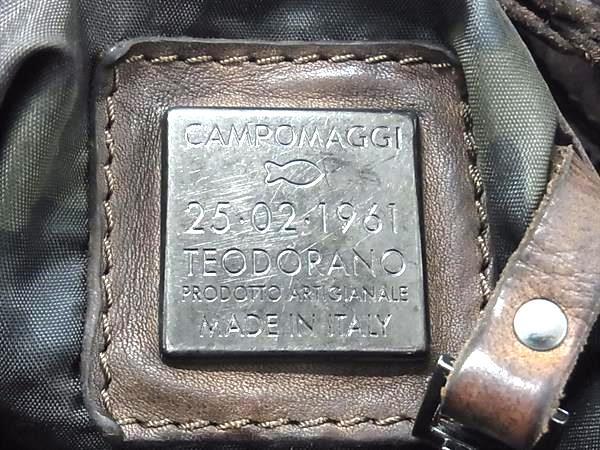 CAMPOMAGGI
25·02·1961
TEODORANO
PRODOTTO ARTIGIANALE
MADE IN ITALY